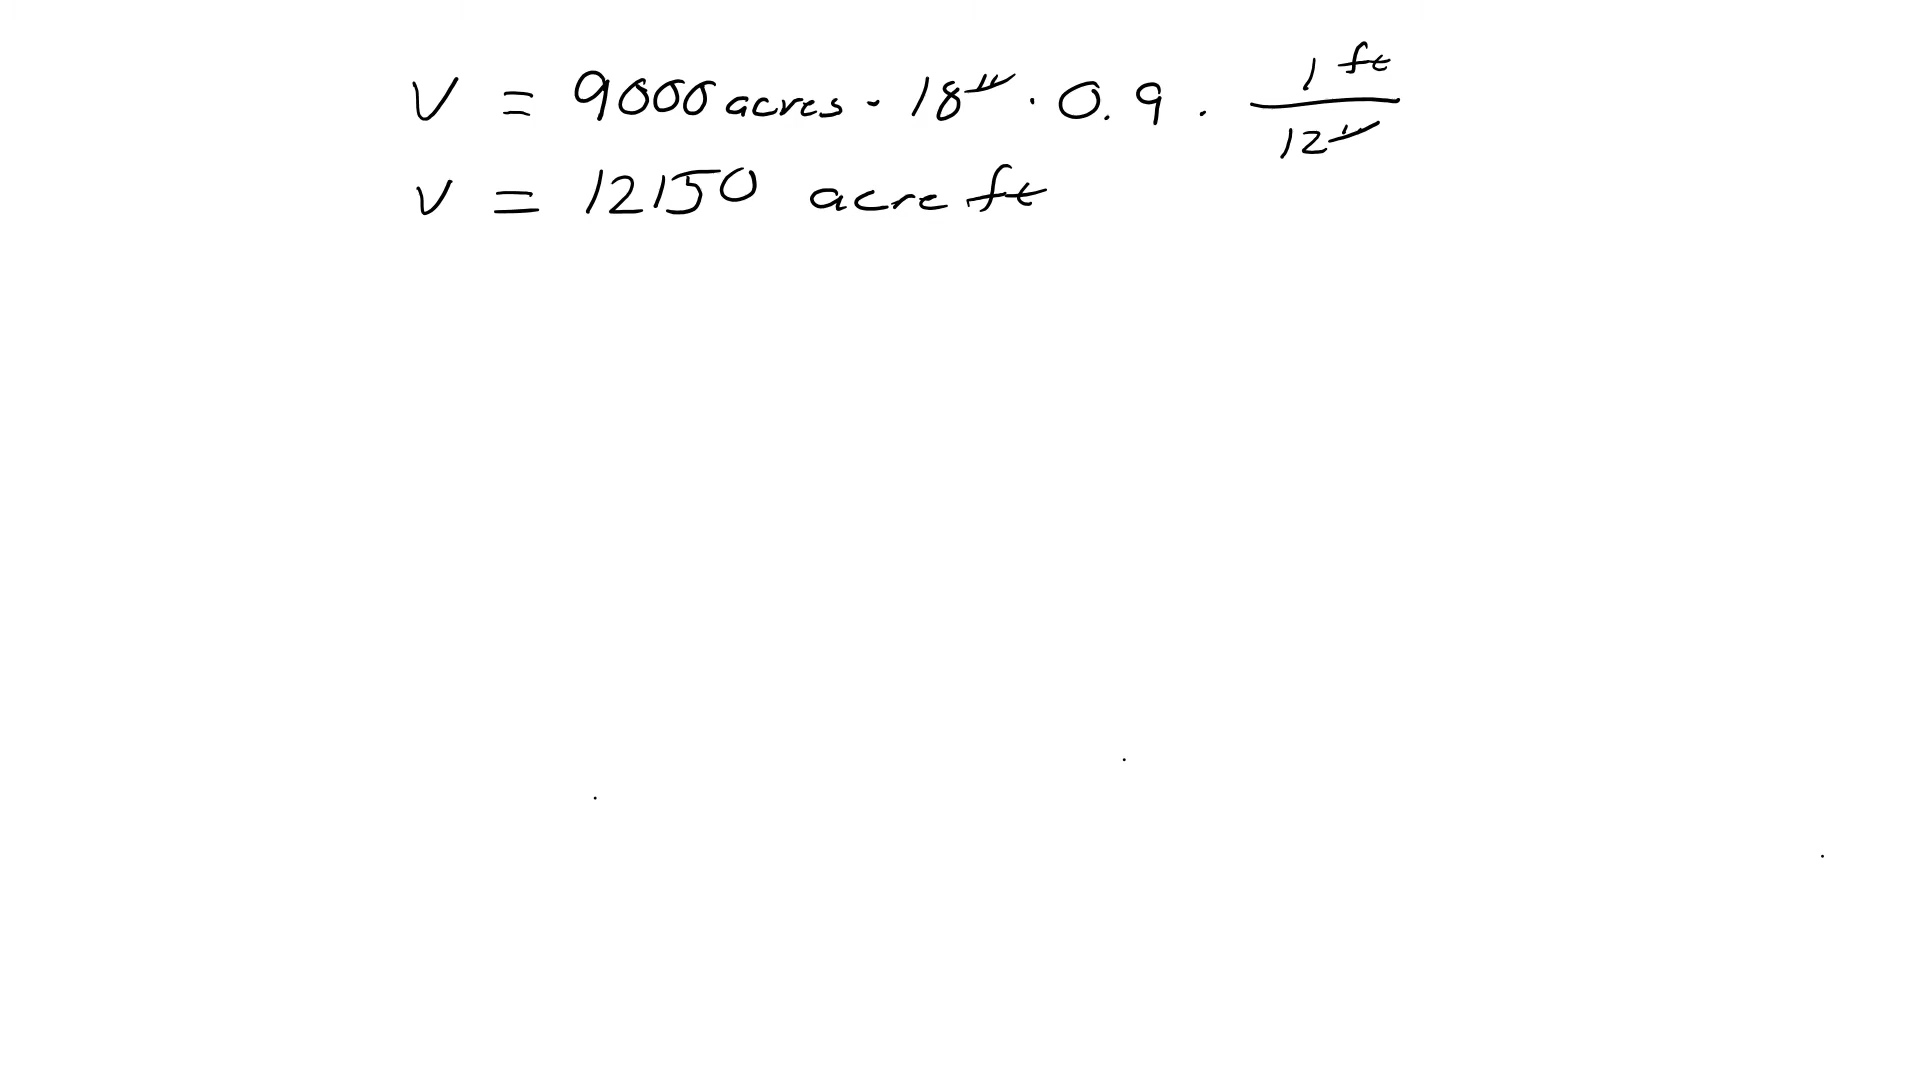 V = 9000 acres · 18" · 0.9 · 1 ft / 12"
V = 12150 acre ft